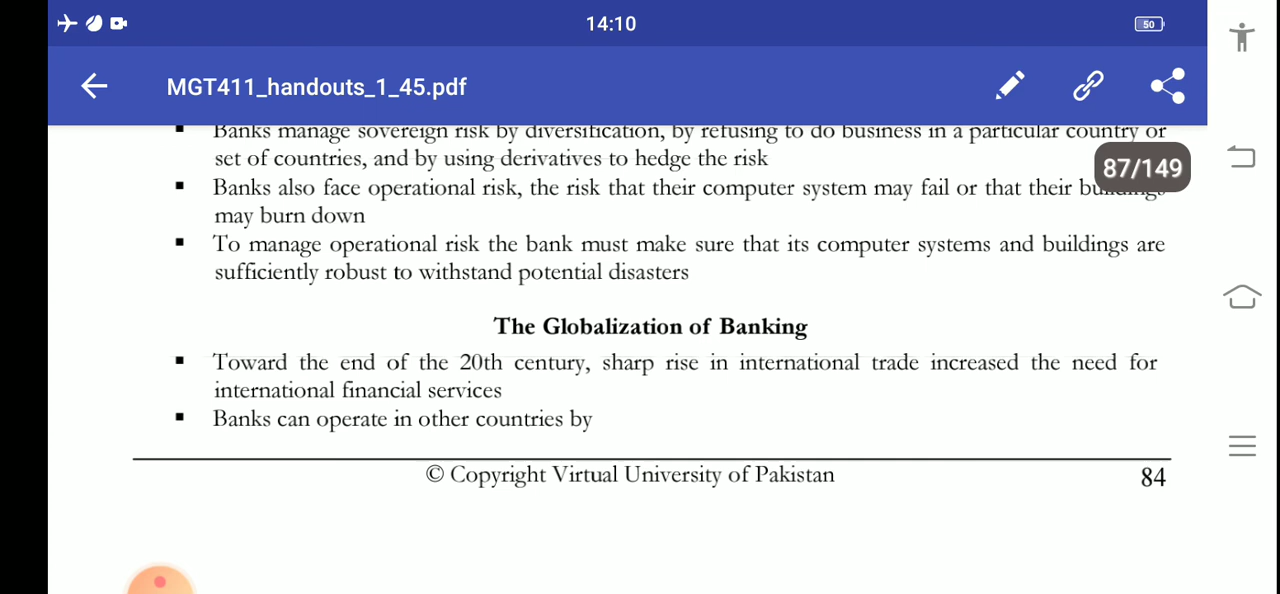 14:10
50
MGT411_handouts_1_45.pdf
▪ Banks manage sovereign risk by diversification, by refusing to do business in a particular country or
set of countries, and by using derivatives to hedge the risk
87/149
▪ Banks also face operational risk, the risk that their computer system may fail or that their buildings
may burn down
▪ To manage operational risk the bank must make sure that its computer systems and buildings are
sufficiently robust to withstand potential disasters
The Globalization of Banking
▪ Toward the end of the 20th century, sharp rise in international trade increased the need for
international financial services
▪ Banks can operate in other countries by
© Copyright Virtual University of Pakistan 84